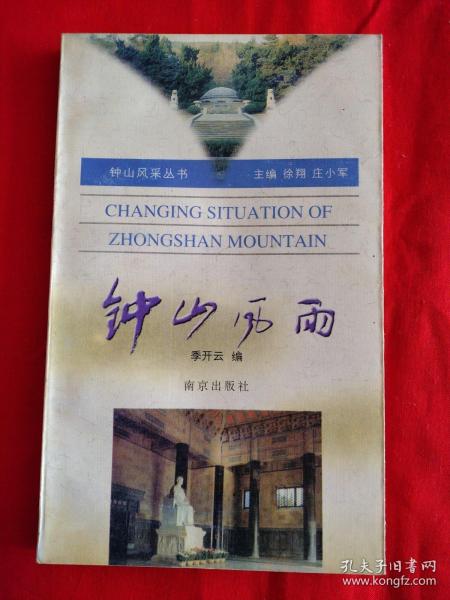 钟山风采丛书 主编 徐翔 庄小军
CHANGING SITUATION OF
ZHONGSHAN MOUNTAIN
钟山风雨
季开云 编
南京出版社
孔夫子旧书网
www.kongfz.com